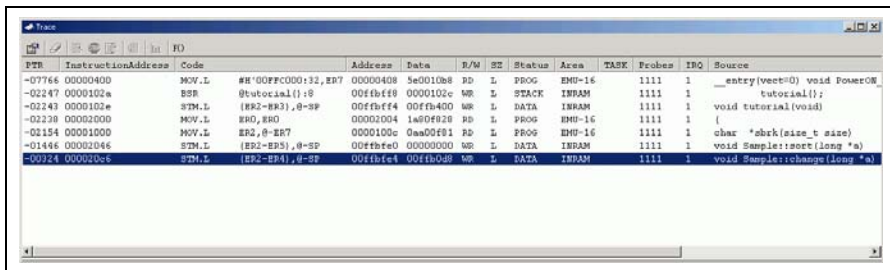 Trace
FO
PTR InstructionAddress Code Address Data R/W SZ Status Area TASK Probes IRQ Source
-07766 00000400 MOV.L #H'00FFC000:32,ER7 00000408 5e0010b8 RD L PROG EMU-16 1111 1 __entry(vect=0) void PowerON_
-02247 0000102a BSR @tutorial{}:8 00ffbff8 0000102c WR L STACK INRAM 1111 1 tutorial{};
-02243 0000102e STM.L (ER2-ER3),@-SP 00ffbff4 00ffb400 WR L DATA INRAM 1111 1 void tutorial(void)
-02238 00002000 MOV.L ER0,ER0 00002004 1a80f828 RD L PROG EMU-16 1111 1 {
-02154 00001000 MOV.L ER2,@-ER7 0000100c 0aa00f81 RD L PROG EMU-16 1111 1 char *sbrk(size_t size)
-01446 00002046 STM.L (ER2-ER5),@-SP 00ffbfe0 00000000 WR L DATA INRAM 1111 1 void Sample::sort(long *a)
-00324 000020c6 STM.L (ER2-ER4),@-SP 00ffbfe4 00ffb0d8 WR L DATA INRAM 1111 1 void Sample::change(long *a)